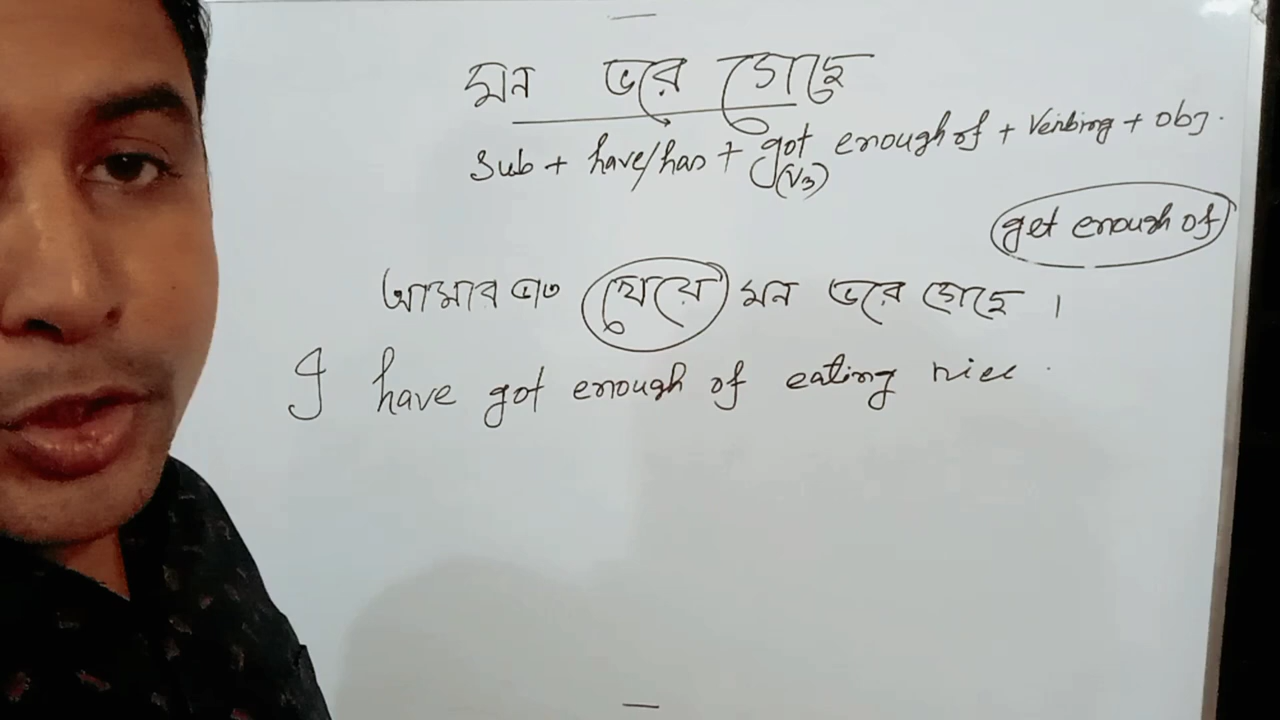 মন ভরে গেছে
Sub + have/has + got enough of + Verbing + obj.
(V3)
get enough of
আমার ভাত খেয়ে মন ভরে গেছে ।
I have got enough of eating rice.